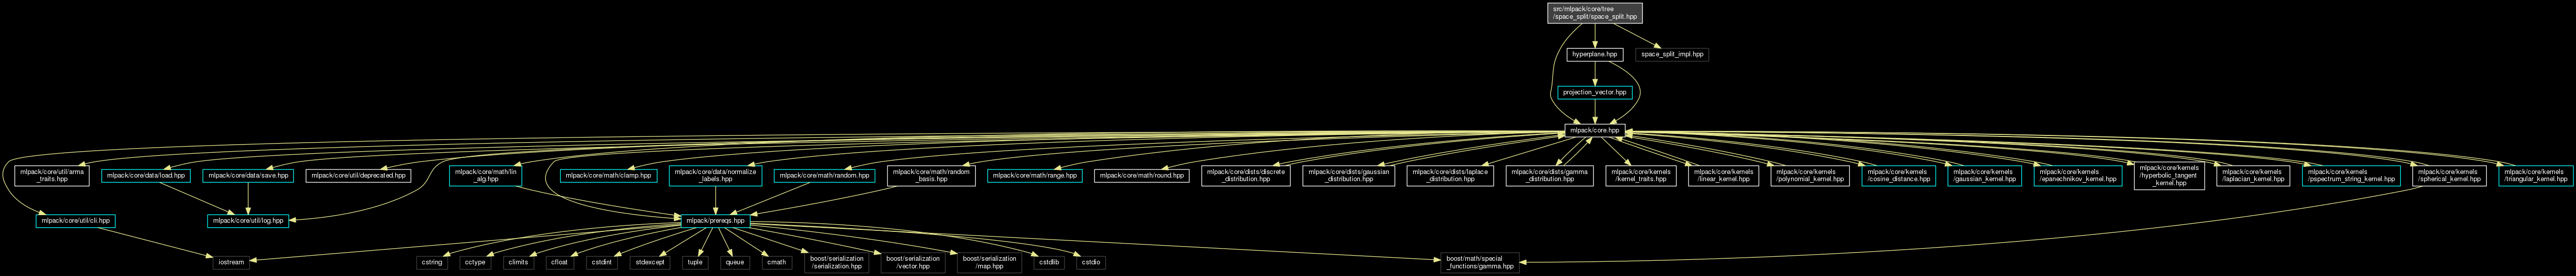 src/mlpack/core/tree
/space_split/space_split.hpp
hyperplane.hpp
space_split_impl.hpp
projection_vector.hpp
mlpack/core.hpp
mlpack/core/util/arma
_traits.hpp
mlpack/core/data/load.hpp
mlpack/core/data/save.hpp
mlpack/core/util/deprecated.hpp
mlpack/core/math/lin
_alg.hpp
mlpack/core/math/clamp.hpp
mlpack/core/data/normalize
_labels.hpp
mlpack/core/math/random.hpp
mlpack/core/math/random
_basis.hpp
mlpack/core/math/range.hpp
mlpack/core/math/round.hpp
mlpack/core/dists/discrete
_distribution.hpp
mlpack/core/dists/gaussian
_distribution.hpp
mlpack/core/dists/laplace
_distribution.hpp
mlpack/core/dists/gamma
_distribution.hpp
mlpack/core/kernels
/kernel_traits.hpp
mlpack/core/kernels
/linear_kernel.hpp
mlpack/core/kernels
/polynomial_kernel.hpp
mlpack/core/kernels
/cosine_distance.hpp
mlpack/core/kernels
/gaussian_kernel.hpp
mlpack/core/kernels
/epanechnikov_kernel.hpp
mlpack/core/kernels
/hyperbolic_tangent
_kernel.hpp
mlpack/core/kernels
/laplacian_kernel.hpp
mlpack/core/kernels
/pspectrum_string_kernel.hpp
mlpack/core/kernels
/spherical_kernel.hpp
mlpack/core/kernels
/triangular_kernel.hpp
mlpack/core/util/cli.hpp
mlpack/core/util/log.hpp
mlpack/prereqs.hpp
iostream
cstring
cctype
climits
cfloat
cstdint
stdexcept
tuple
queue
cmath
boost/serialization
/serialization.hpp
boost/serialization
/vector.hpp
boost/serialization
/map.hpp
cstdlib
cstdio
boost/math/special
_functions/gamma.hpp